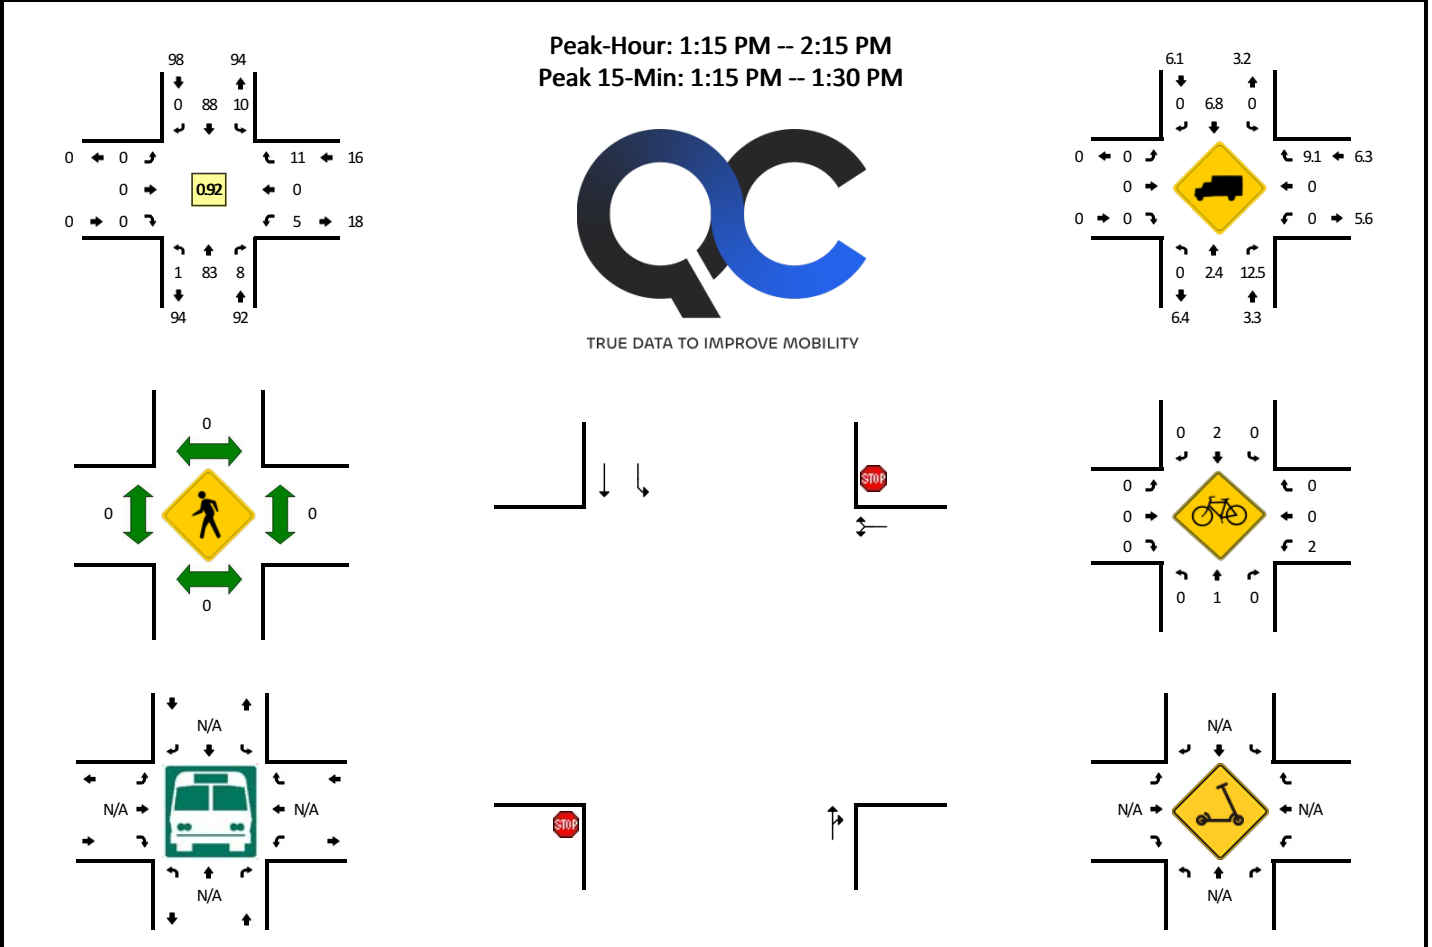 Peak-Hour: 1:15 PM -- 2:15 PM
Peak 15-Min: 1:15 PM -- 1:30 PM
98 94
0 88 10
0 0 11 16
0 0.92 0
0 0 5 18
1 83 8
94 92
TRUE DATA TO IMPROVE MOBILITY
6.1 3.2
0 6.8 0
0 0 9.1 6.3
0 0
0 0 0 5.6
0 2.4 12.5
6.4 3.3
0
0 0
0
STOP
STOP
0 2 0
0 0
0 0
0 2
0 1 0
N/A
N/A N/A
N/A
N/A
N/A N/A
N/A